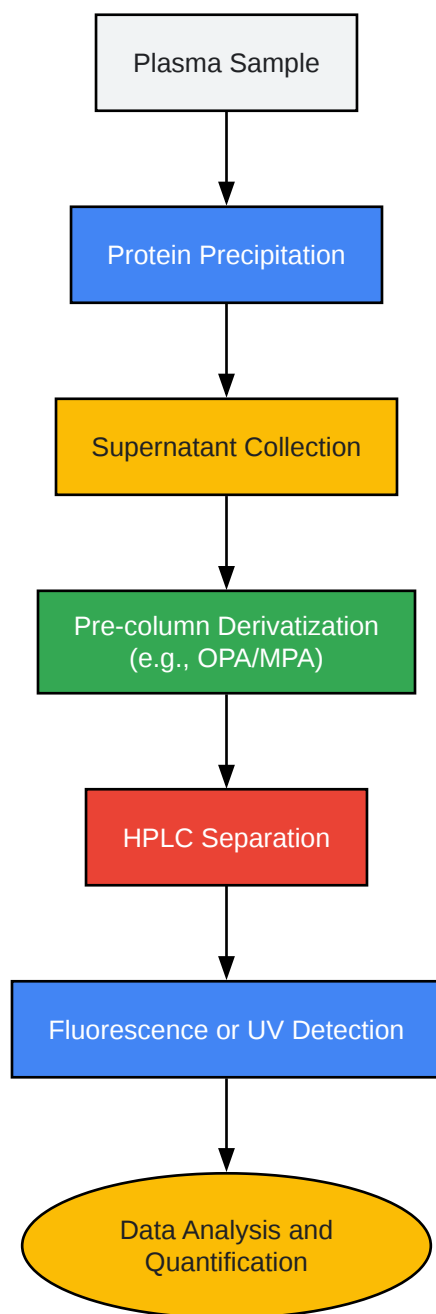 Plasma Sample
Protein Precipitation
Supernatant Collection
Pre-column Derivatization
(e.g., OPA/MPA)
HPLC Separation
Fluorescence or UV Detection
Data Analysis and
Quantification